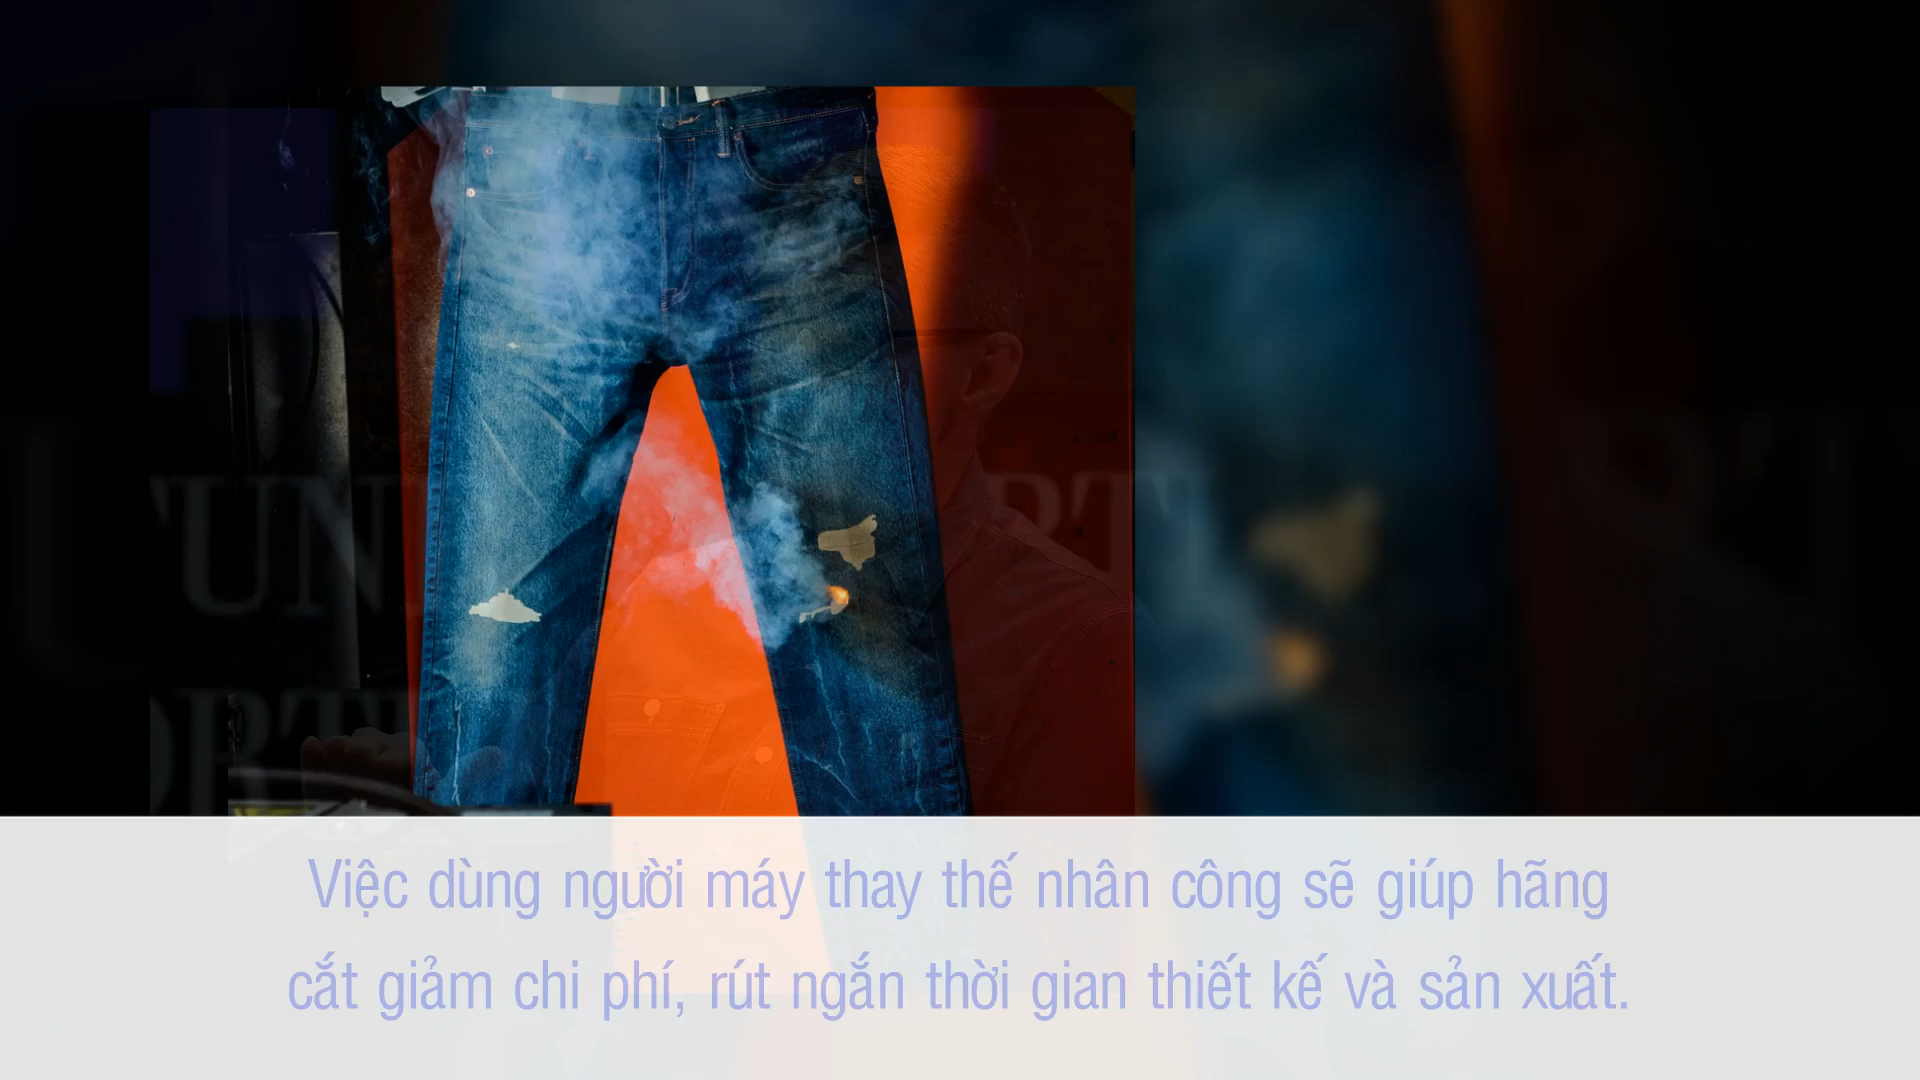 Việc dùng người máy thay thế nhân công sẽ giúp hãng
cắt giảm chi phí, rút ngắn thời gian thiết kế và sản xuất.